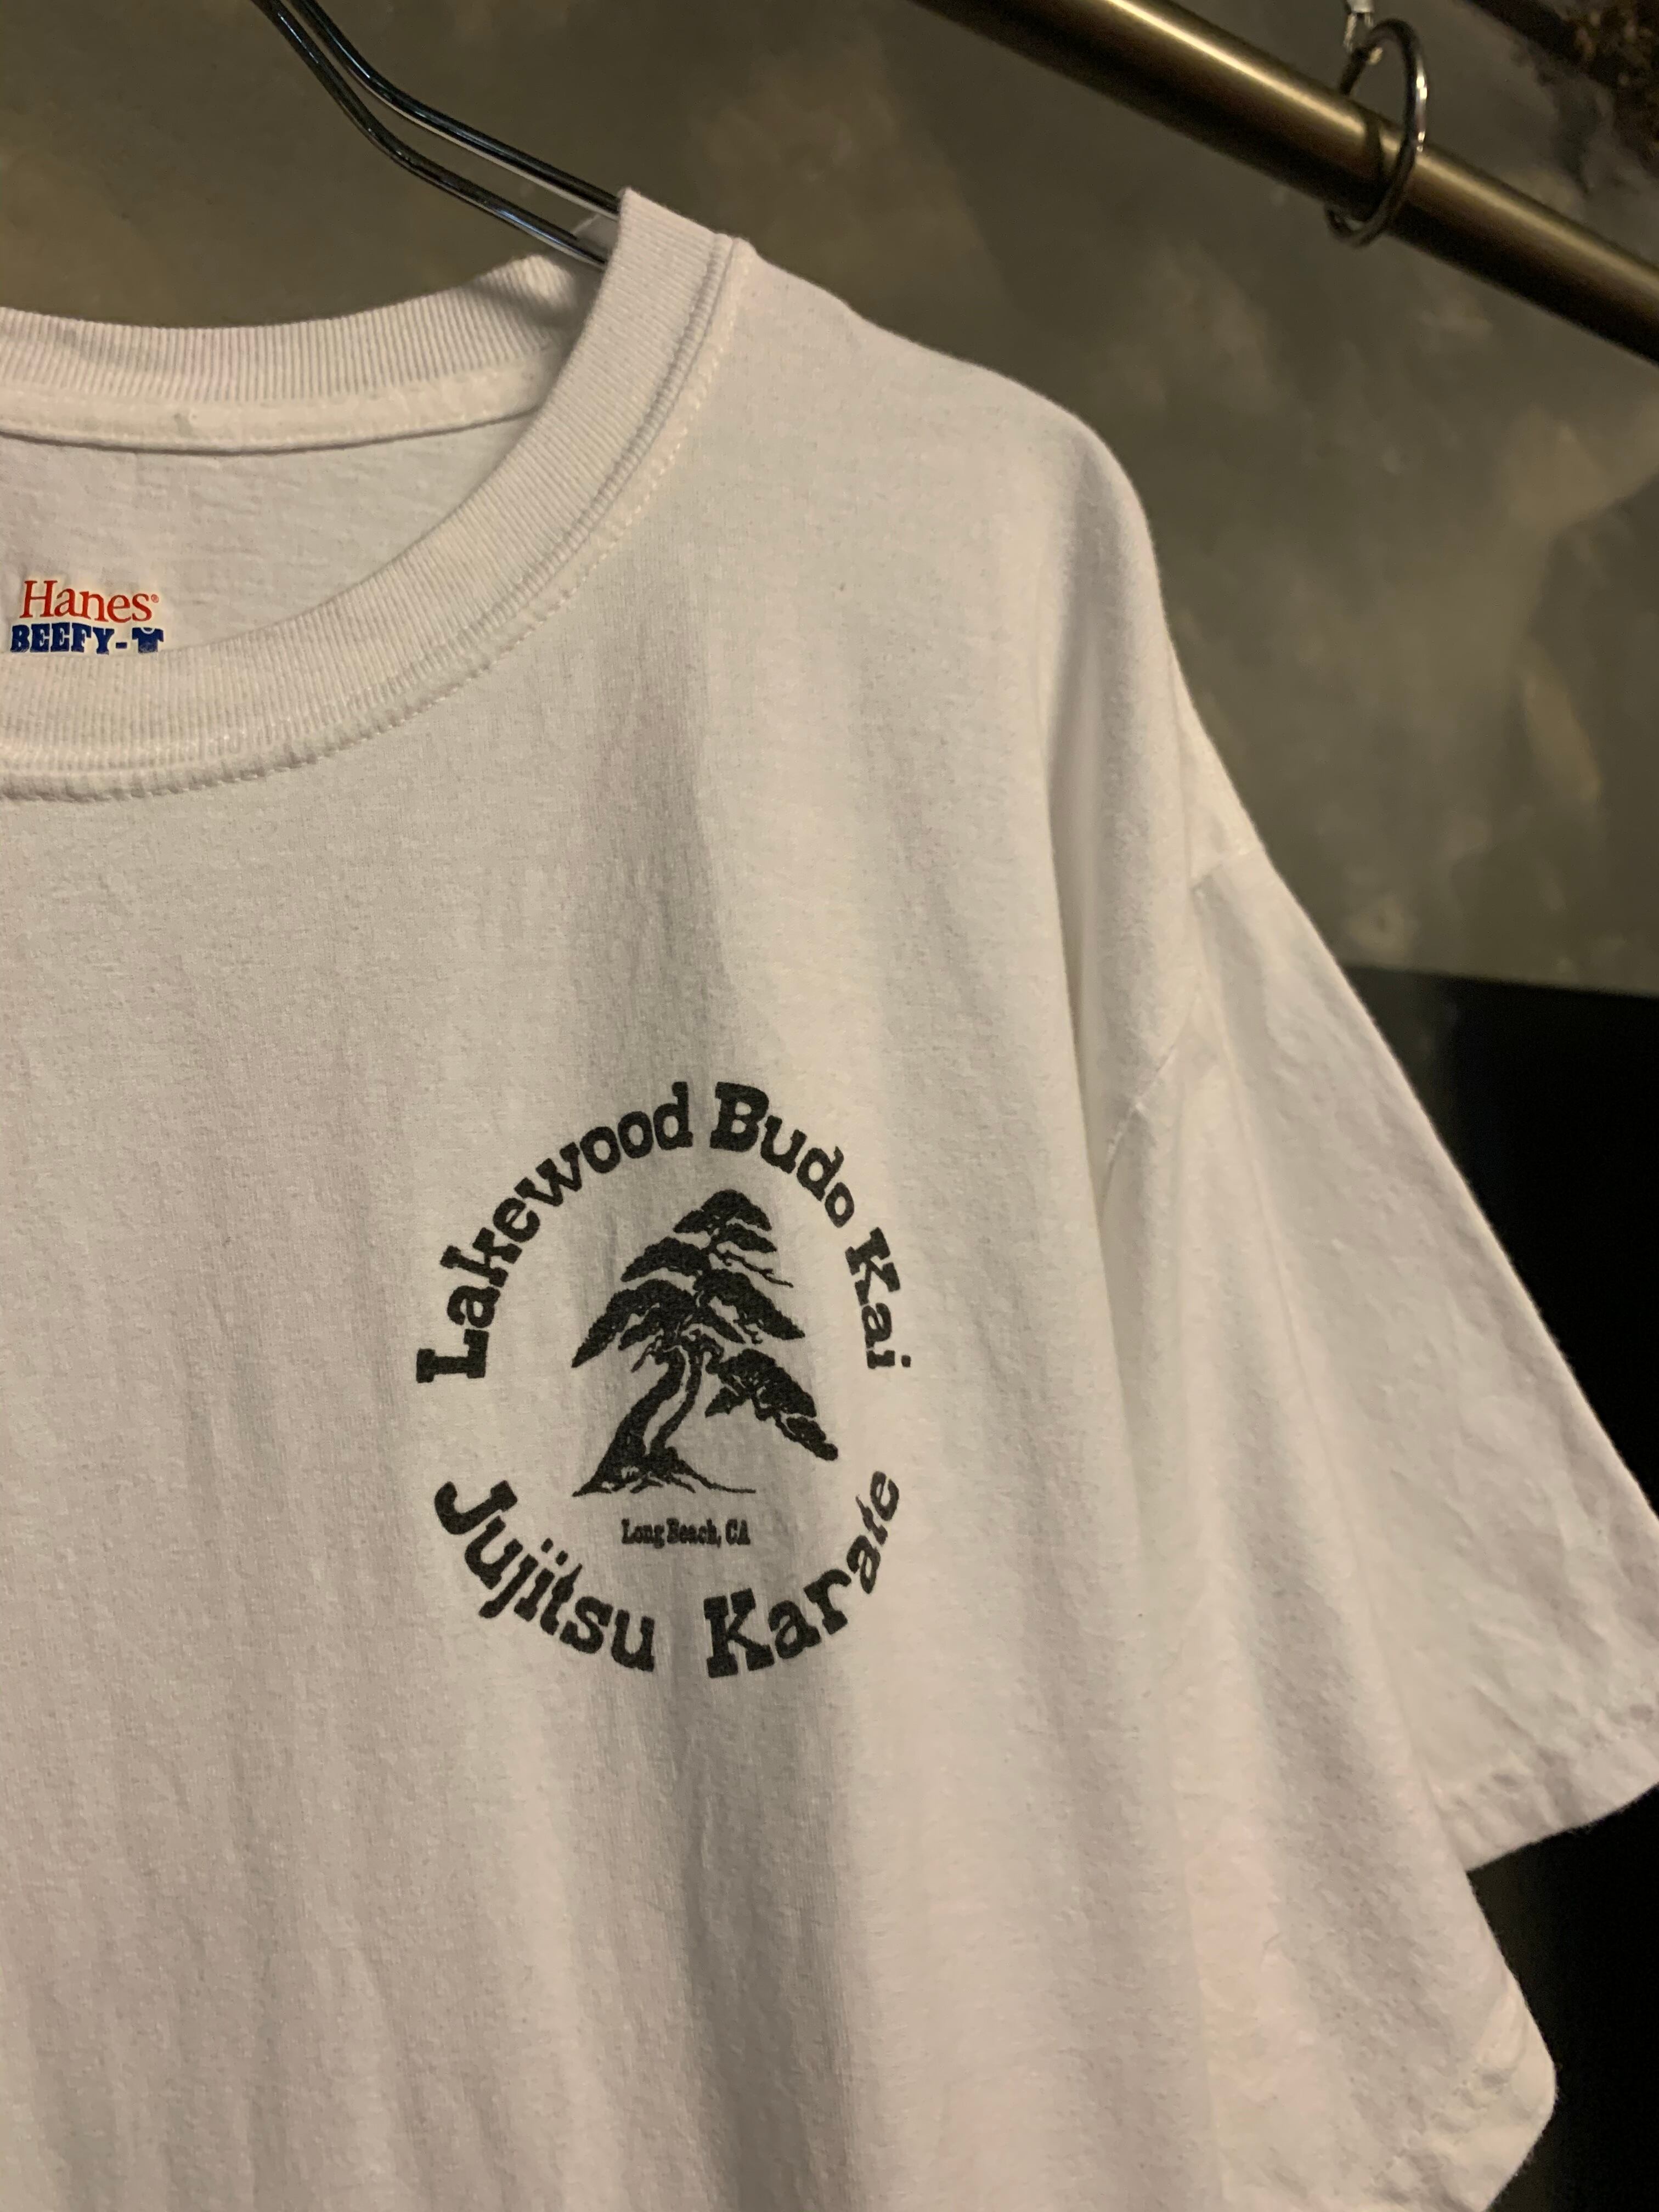 Hanes®
BEEFY-
Lakewood Budo Kai
Long Beach, CA
Jujitsu Karate